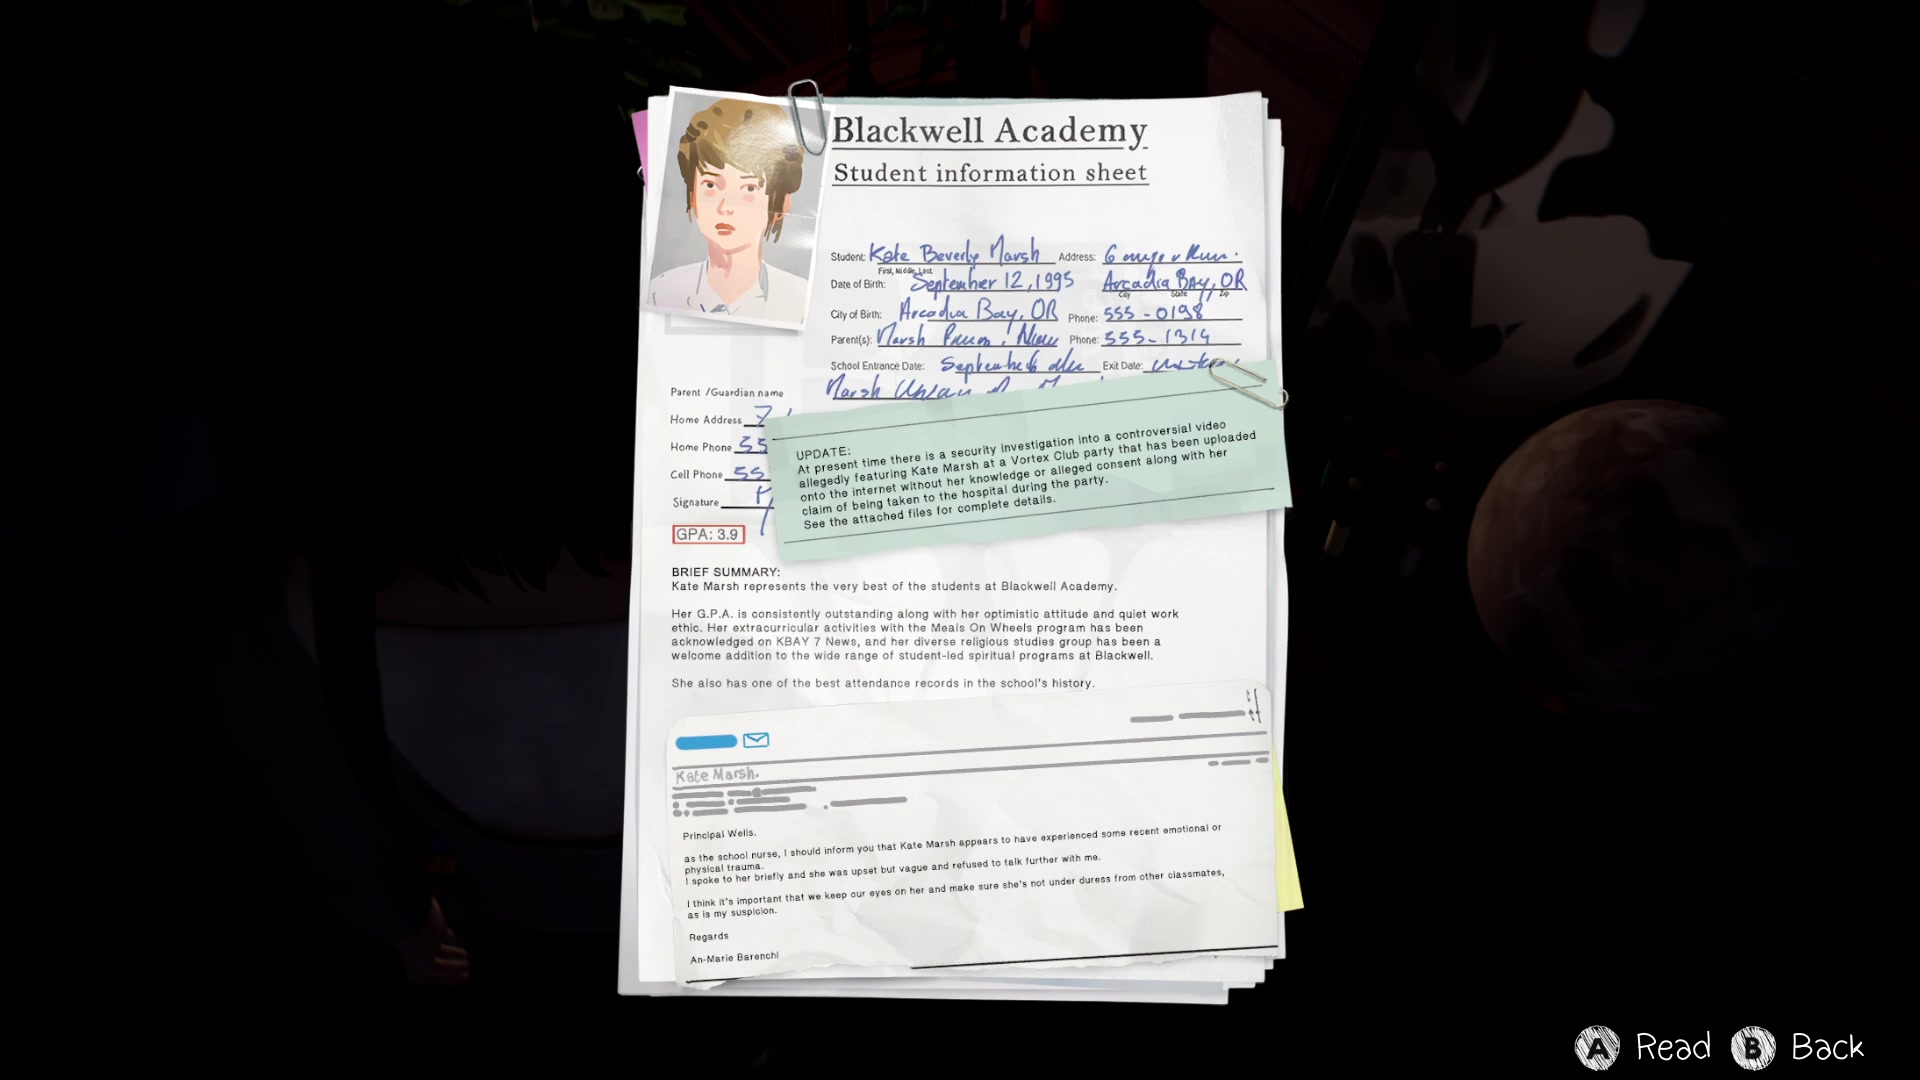 Blackwell Academy
Student information sheet
Student: Kate Beverly Marsh Address:
First, Middle, Last
Date of Birth: September 12, 1995 Arcadia Bay, OR
City State Zip
City of Birth: Arcadia Bay, OR Phone: 555-0198
Parent(s): Marsh Phone: 555-1314
School Entrance Date: Exit Date:
Parent /Guardian name Marsh
Home Address 7
Home Phone 55
Cell Phone 55
Signature
UPDATE:
At present time there is a security investigation into a controversial video
allegedly featuring Kate Marsh at a Vortex Club party that has been uploaded
onto the internet without her knowledge or alleged consent along with her
claim of being taken to the hospital during the party.
See the attached files for complete details.
GPA: 3.9
BRIEF SUMMARY:
Kate Marsh represents the very best of the students at Blackwell Academy.
Her G.P.A. is consistently outstanding along with her optimistic attitude and quiet work
ethic. Her extracurricular activities with the Meals On Wheels program has been
acknowledged on KBAY 7 News, and her diverse religious studies group has been a
welcome addition to the wide range of student-led spiritual programs at Blackwell.
She also has one of the best attendance records in the school's history.
Kate Marsh.
Principal Wells.
as the school nurse, I should inform you that Kate Marsh appears to have experienced some recent emotional or
physical trauma.
I spoke to her briefly and she was upset but vague and refused to talk further with me.
I think it's important that we keep our eyes on her and make sure she's not under duress from other classmates,
as is my suspicion.
Regards
An-Marie Barenchi
A Read B Back